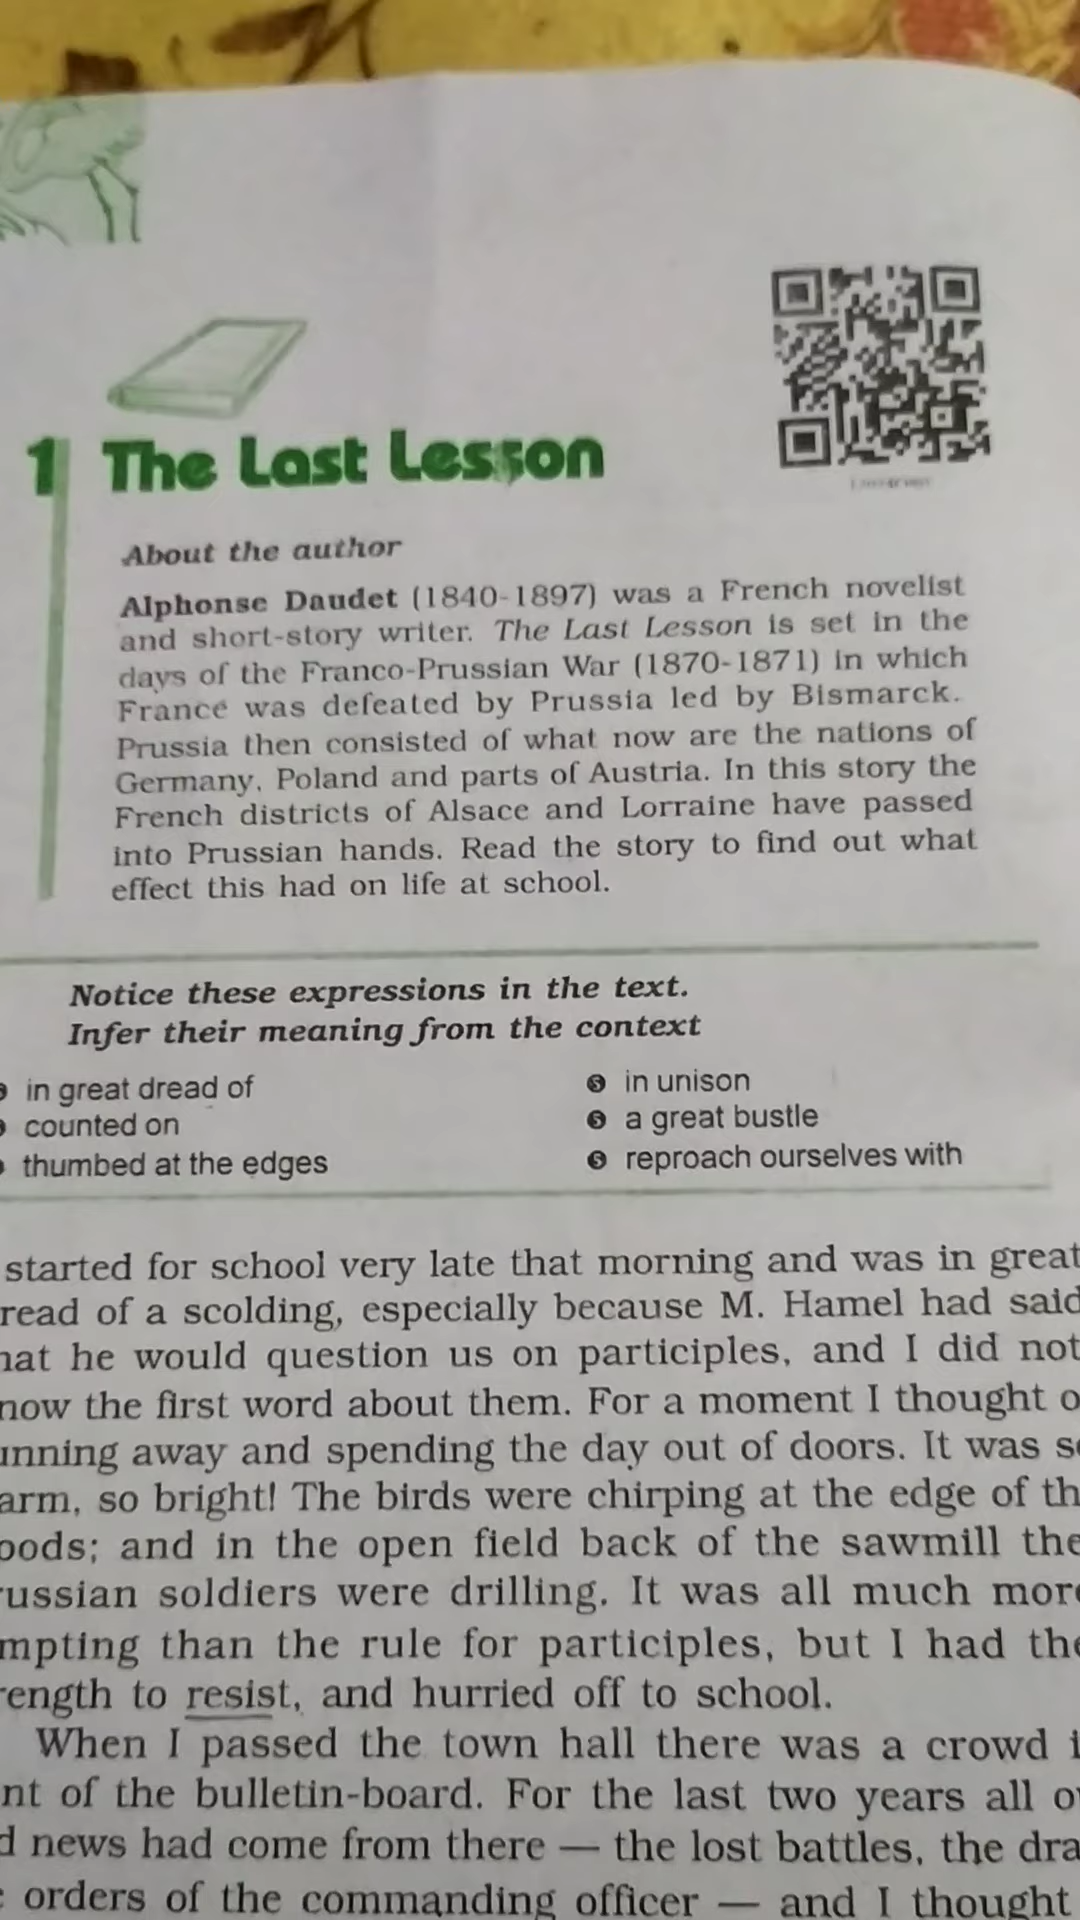 1 The Last Lesson
About the author
Alphonse Daudet (1840-1897) was a French novelist
and short-story writer. The Last Lesson is set in the
days of the Franco-Prussian War (1870-1871) in which
France was defeated by Prussia led by Bismarck.
Prussia then consisted of what now are the nations of
Germany, Poland and parts of Austria. In this story the
French districts of Alsace and Lorraine have passed
into Prussian hands. Read the story to find out what
effect this had on life at school.
Notice these expressions in the text.
Infer their meaning from the context
in great dread of
counted on
thumbed at the edges
in unison
a great bustle
reproach ourselves with
started for school very late that morning and was in great
read of a scolding, especially because M. Hamel had said
hat he would question us on participles, and I did not
now the first word about them. For a moment I thought o
unning away and spending the day out of doors. It was s
arm, so bright! The birds were chirping at the edge of th
oods; and in the open field back of the sawmill the
russian soldiers were drilling. It was all much more
mpting than the rule for participles, but I had the
rength to resist, and hurried off to school.
When I passed the town hall there was a crowd i
nt of the bulletin-board. For the last two years all o
d news had come from there — the lost battles, the dra
orders of the commanding officer — and I thought